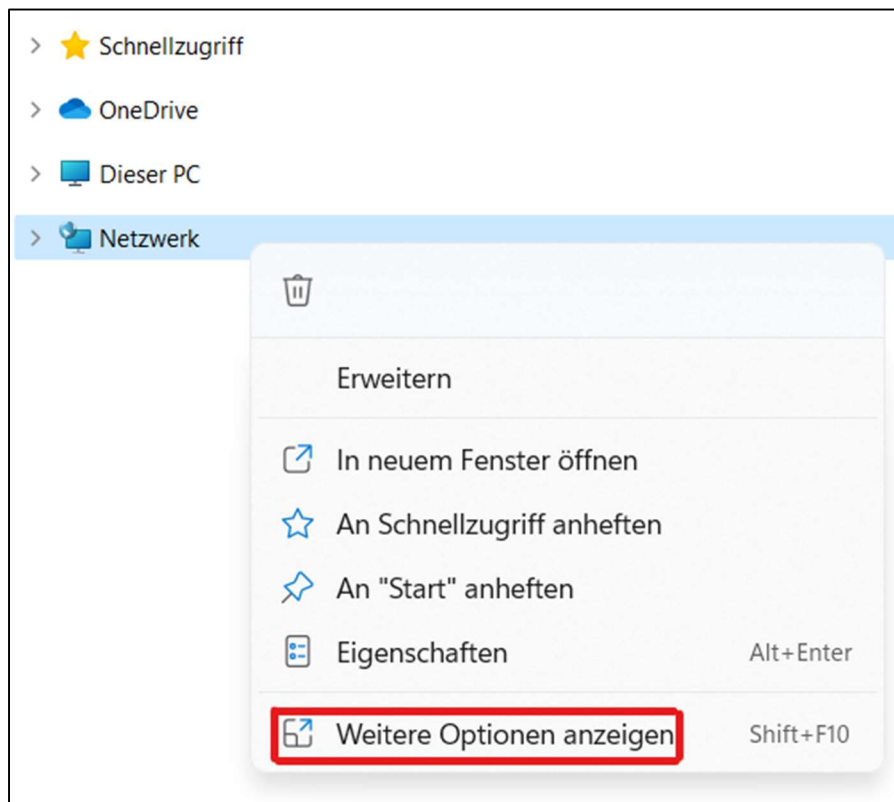 Schnellzugriff
OneDrive
Dieser PC
Netzwerk
Erweitern
In neuem Fenster öffnen
An Schnellzugriff anheften
An "Start" anheften
Eigenschaften Alt+Enter
Weitere Optionen anzeigen Shift+F10